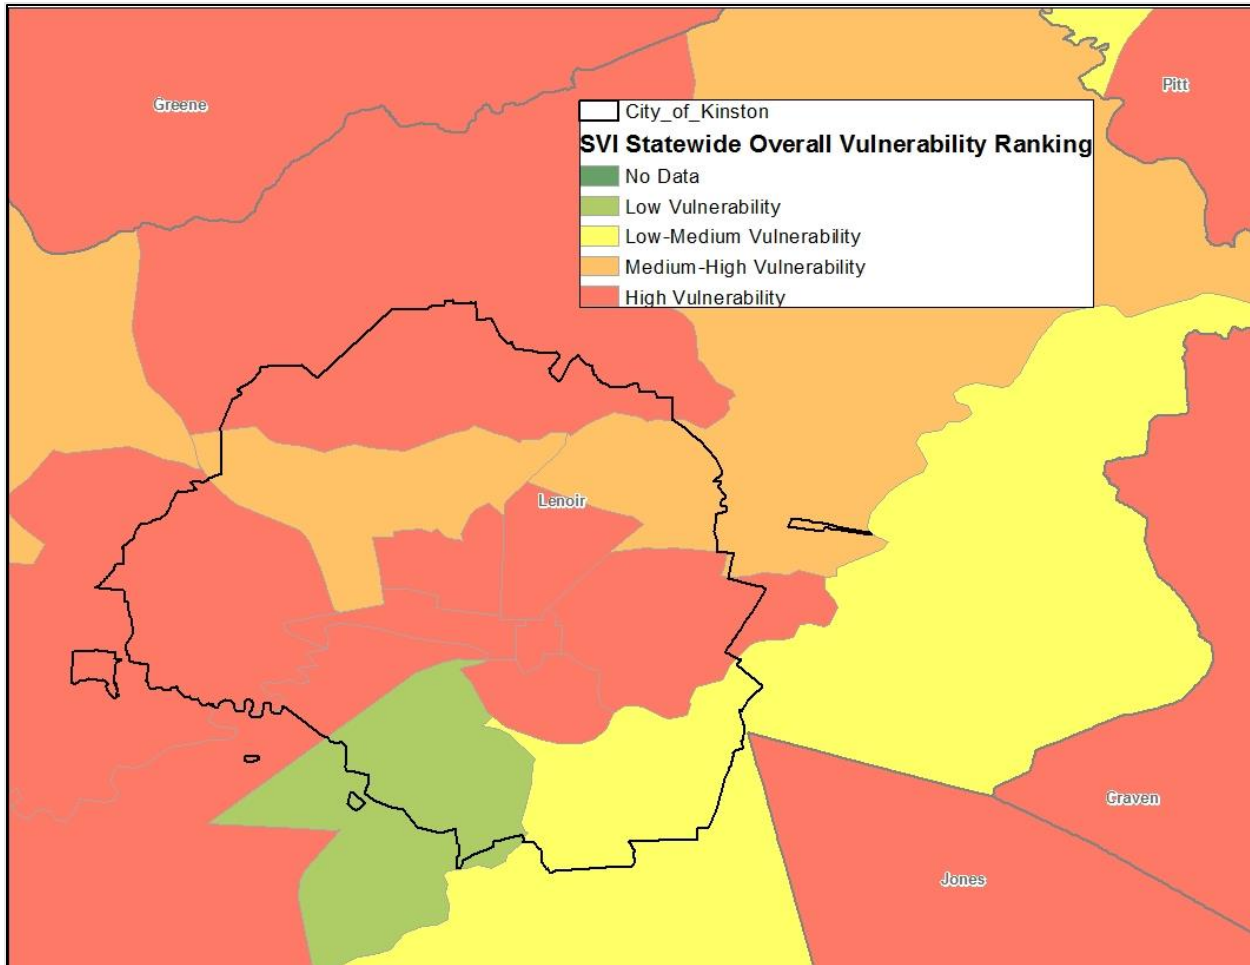 Greene
Pitt
City_of_Kinston
SVI Statewide Overall Vulnerability Ranking
No Data
Low Vulnerability
Low-Medium Vulnerability
Medium-High Vulnerability
High Vulnerability
Lenoir
Craven
Jones